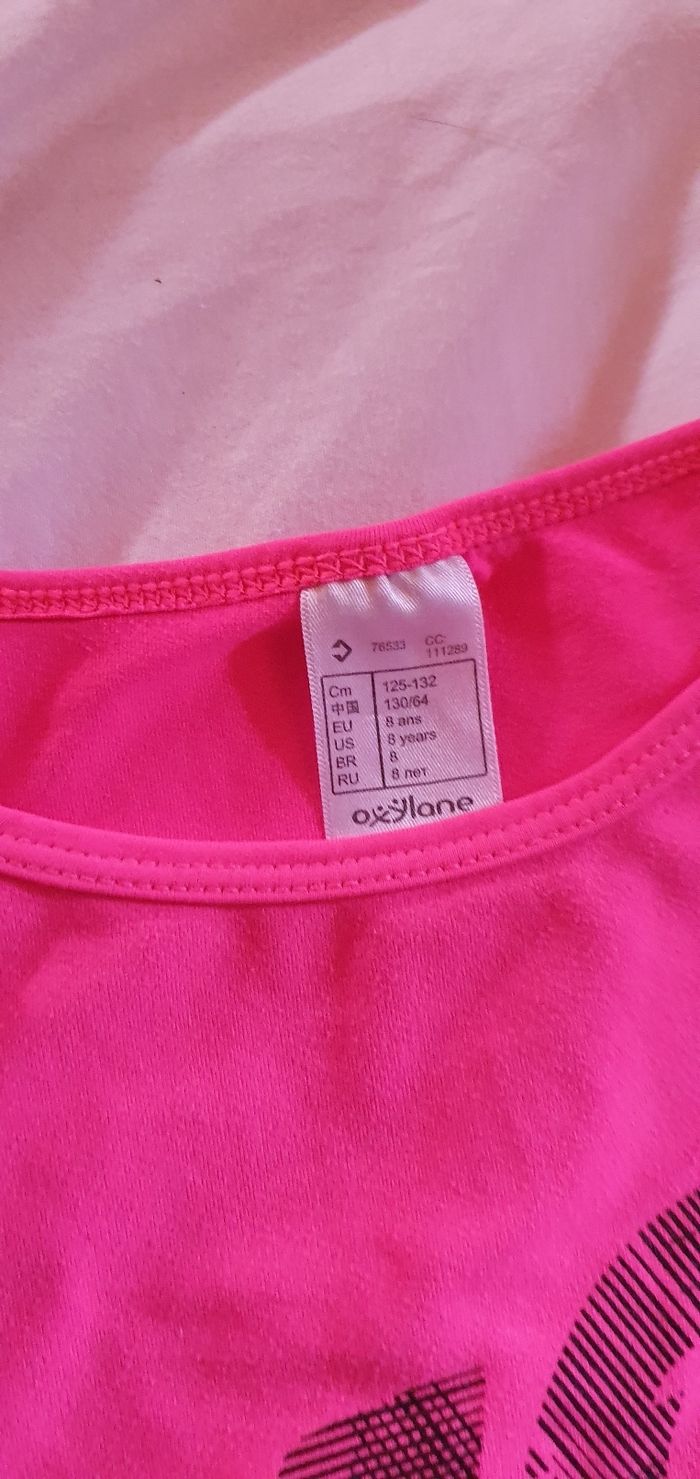 76533 CC:
111289
Cm 125-132
中国 130/64
EU 8 ans
US 8 years
BR 8
RU 8 лет
oxylane